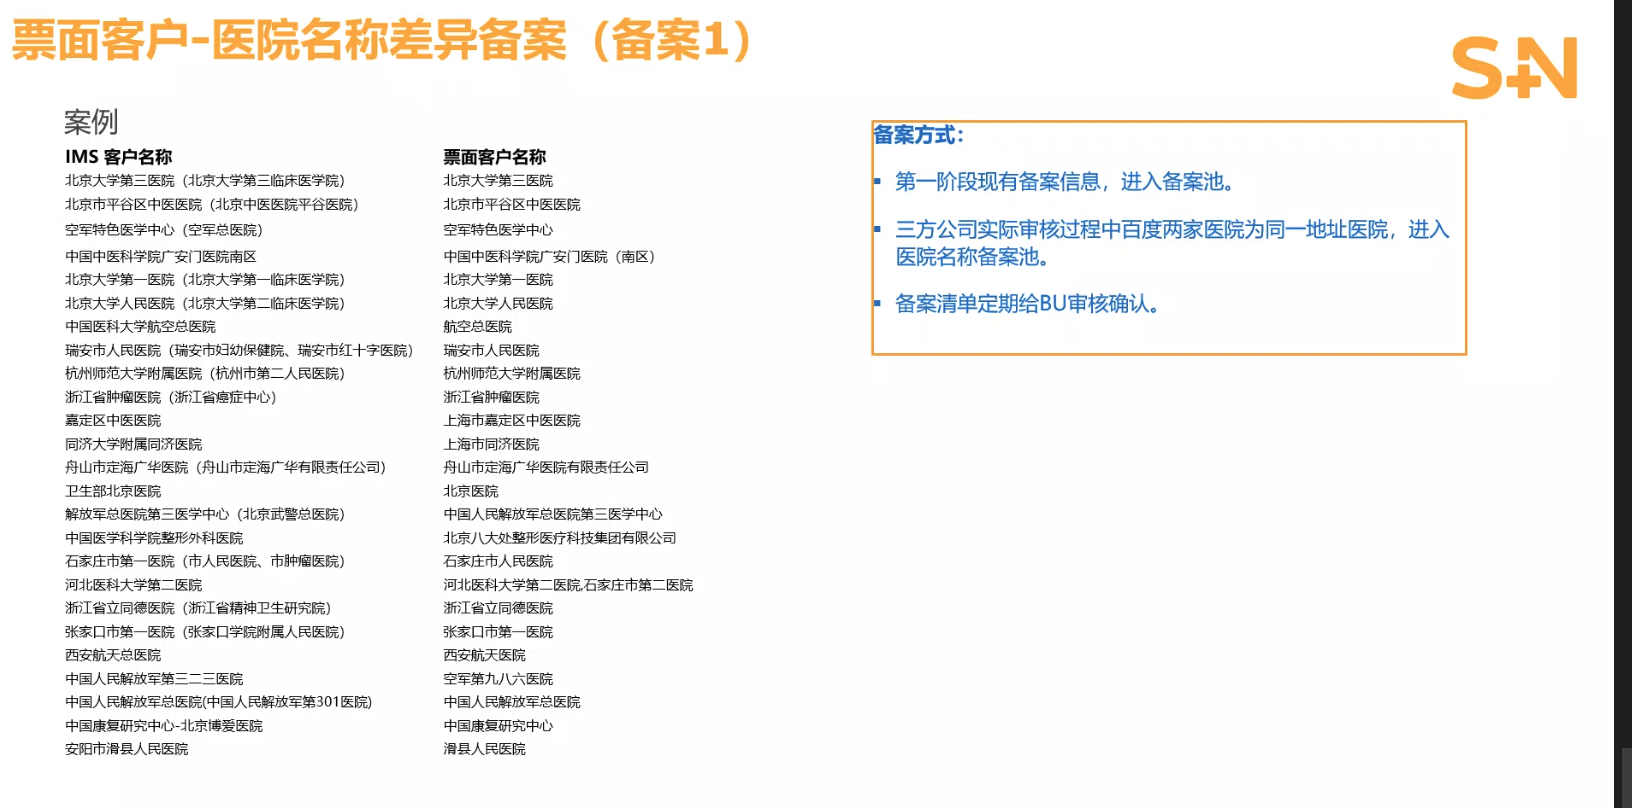 票面客户-医院名称差异备案（备案1）
S+N
案例
IMS 客户名称 票面客户名称
北京大学第三医院（北京大学第三临床医学院） 北京大学第三医院
北京市平谷区中医医院（北京中医医院平谷医院） 北京市平谷区中医医院
空军特色医学中心（空军总医院） 空军特色医学中心
中国中医科学院广安门医院南区 中国中医科学院广安门医院（南区）
北京大学第一医院（北京大学第一临床医学院） 北京大学第一医院
北京大学人民医院（北京大学第二临床医学院） 北京大学人民医院
中国医科大学航空总医院 航空总医院
瑞安市人民医院（瑞安市妇幼保健院、瑞安市红十字医院） 瑞安市人民医院
杭州师范大学附属医院（杭州市第二人民医院） 杭州师范大学附属医院
浙江省肿瘤医院（浙江省癌症中心） 浙江省肿瘤医院
嘉定区中医医院 上海市嘉定区中医医院
同济大学附属同济医院 上海市同济医院
舟山市定海广华医院（舟山市定海广华有限责任公司） 舟山市定海广华医院有限责任公司
卫生部北京医院 北京医院
解放军总医院第三医学中心（北京武警总医院） 中国人民解放军总医院第三医学中心
中国医学科学院整形外科医院 北京八大处整形医疗科技集团有限公司
石家庄市第一医院（市人民医院、市肿瘤医院） 石家庄市人民医院
河北医科大学第二医院 河北医科大学第二医院,石家庄市第二医院
浙江省立同德医院（浙江省精神卫生研究院） 浙江省立同德医院
张家口市第一医院（张家口学院附属人民医院） 张家口市第一医院
西安航天总医院 西安航天医院
中国人民解放军第三二三医院 空军第九八六医院
中国人民解放军总医院(中国人民解放军第301医院) 中国人民解放军总医院
中国康复研究中心-北京博爱医院 中国康复研究中心
安阳市滑县人民医院 滑县人民医院
备案方式：
▪ 第一阶段现有备案信息，进入备案池。
▪ 三方公司实际审核过程中百度两家医院为同一地址医院，进入
医院名称备案池。
▪ 备案清单定期给BU审核确认。